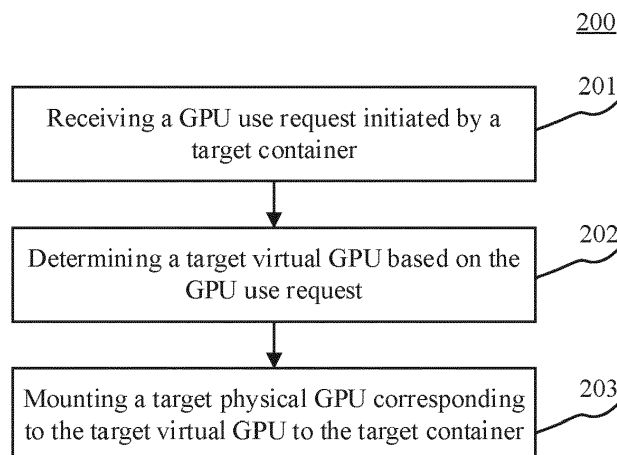 200
201
Receiving a GPU use request initiated by a
target container
202
Determining a target virtual GPU based on the
GPU use request
203
Mounting a target physical GPU corresponding
to the target virtual GPU to the target container